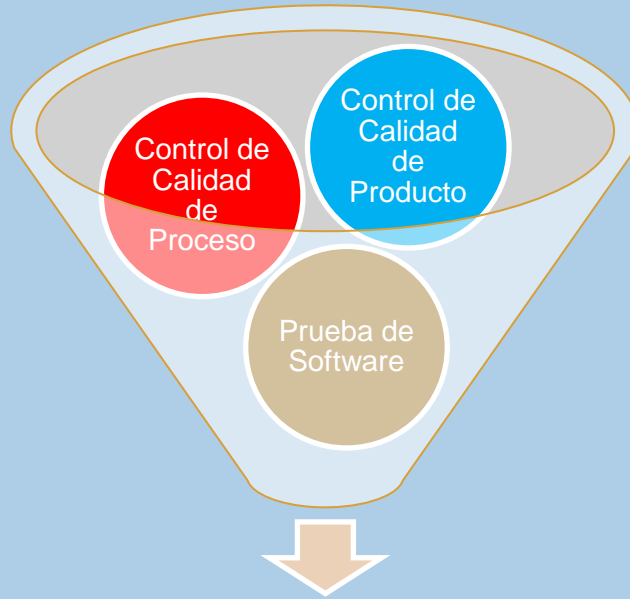 Control de
Calidad
de
Proceso
Control de
Calidad
de
Producto
Prueba de
Software